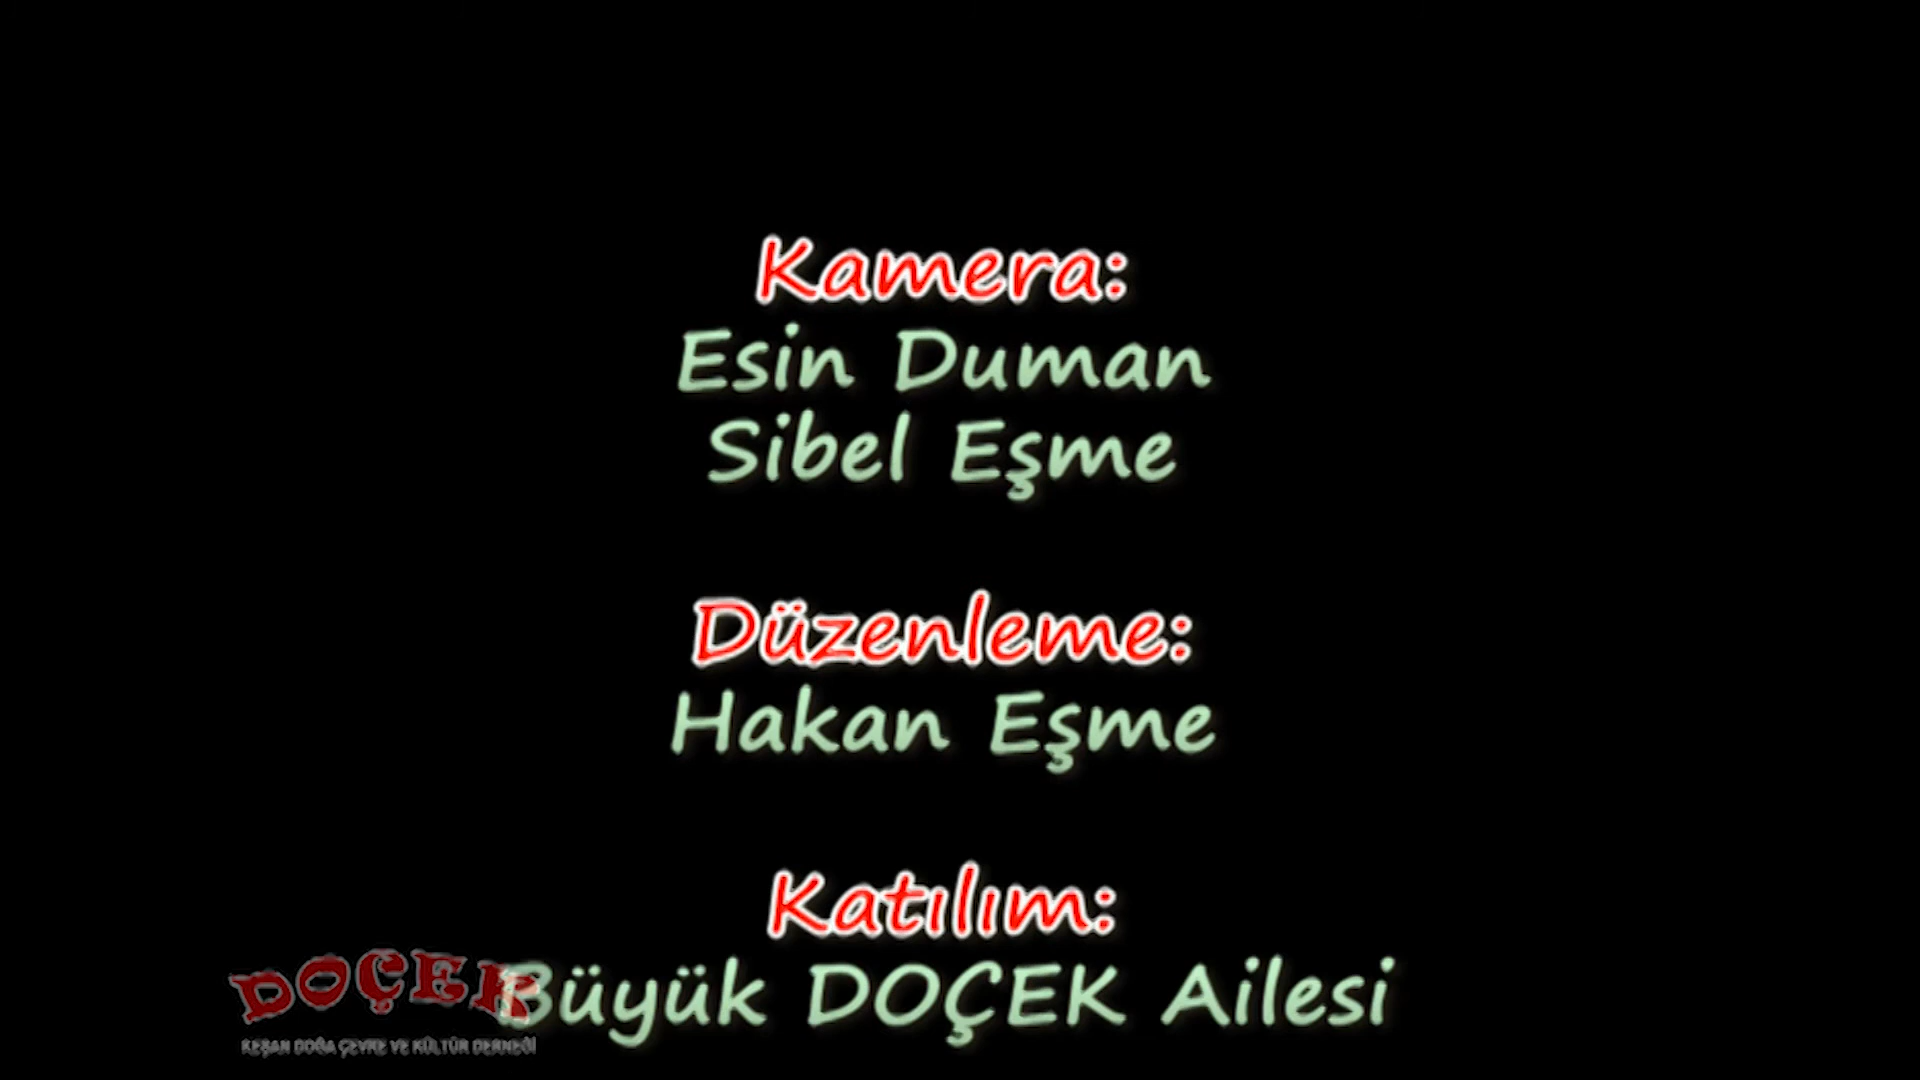 Kamera:
Esin Duman
Sibel Eşme
Düzenleme:
Hakan Eşme
Katılım:
Büyük DOÇEK Ailesi
DOÇEK
KEŞAN DOĞA ÇEVRE VE KÜLTÜR DERNEĞİ